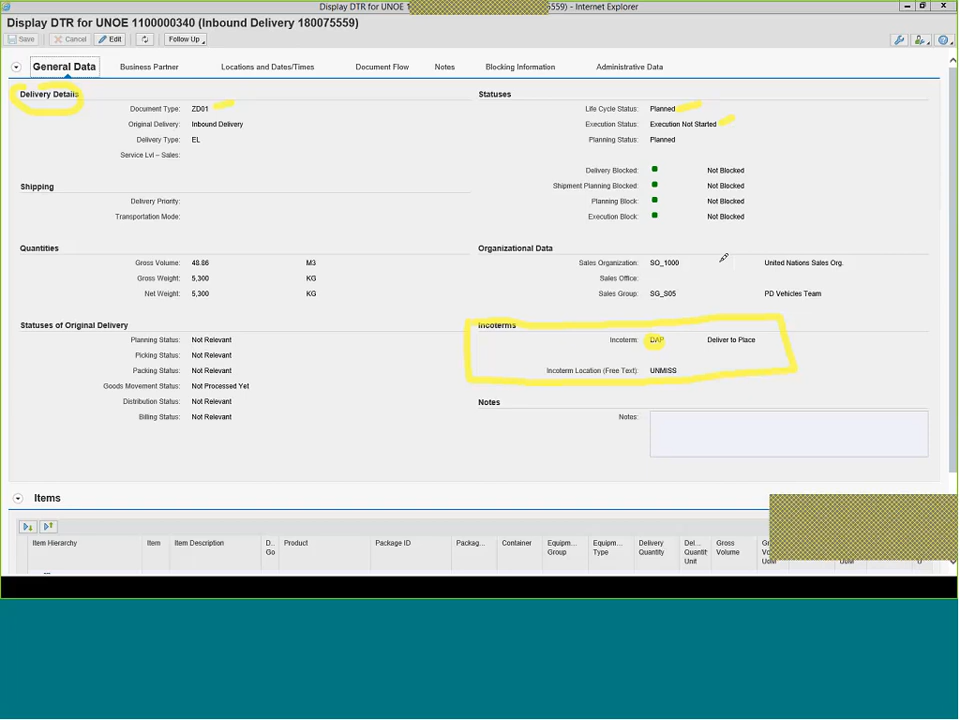 Display DTR for UNOE 1 5559) - Internet Explorer
Display DTR for UNOE 1100000340 (Inbound Delivery 180075559)
Save Cancel Edit Follow Up
General Data Business Partner Locations and Dates/Times Document Flow Notes Blocking Information Administrative Data
Delivery Details
Document Type: ZD01
Original Delivery: Inbound Delivery
Delivery Type: EL
Service Lvl – Sales:
Shipping
Delivery Priority:
Transportation Mode:
Quantities
Gross Volume: 48.86 M3
Gross Weight: 5,300 KG
Net Weight: 5,300 KG
Statuses of Original Delivery
Planning Status: Not Relevant
Picking Status: Not Relevant
Packing Status: Not Relevant
Goods Movement Status: Not Processed Yet
Distribution Status: Not Relevant
Billing Status: Not Relevant
Statuses
Life Cycle Status: Planned
Execution Status: Execution Not Started
Planning Status: Planned
Delivery Blocked: Not Blocked
Shipment Planning Blocked: Not Blocked
Planning Block: Not Blocked
Execution Block: Not Blocked
Organizational Data
Sales Organization: SO_1000 United Nations Sales Org.
Sales Office:
Sales Group: SG_S05 PD Vehicles Team
Incoterms
Incoterm: DAP Deliver to Place
Incoterm Location (Free Text): UNMISS
Notes
Notes:
Items
Item Hierarchy Item Item Description D.. Product Package ID Packag... Container Equipm... Equipm... Delivery Del... Gross
Go Group Type Quantity Quantit Volume
Unit